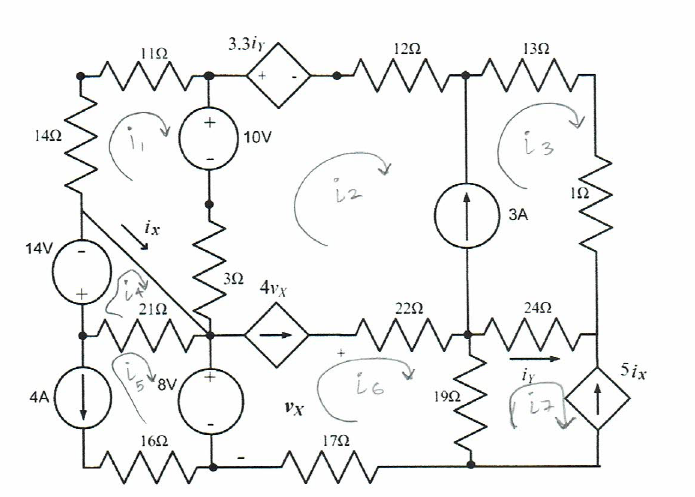 3.3iY
11Ω
12Ω
13Ω
+ -
14Ω
i1
+
10V
-
i2
i3
3A
1Ω
ix
14V
-
+
3Ω
i4
21Ω
4vX
22Ω
24Ω
+
iY
4A
i5
8V
+
-
vX
i6
19Ω
i7
5ix
16Ω
-
17Ω